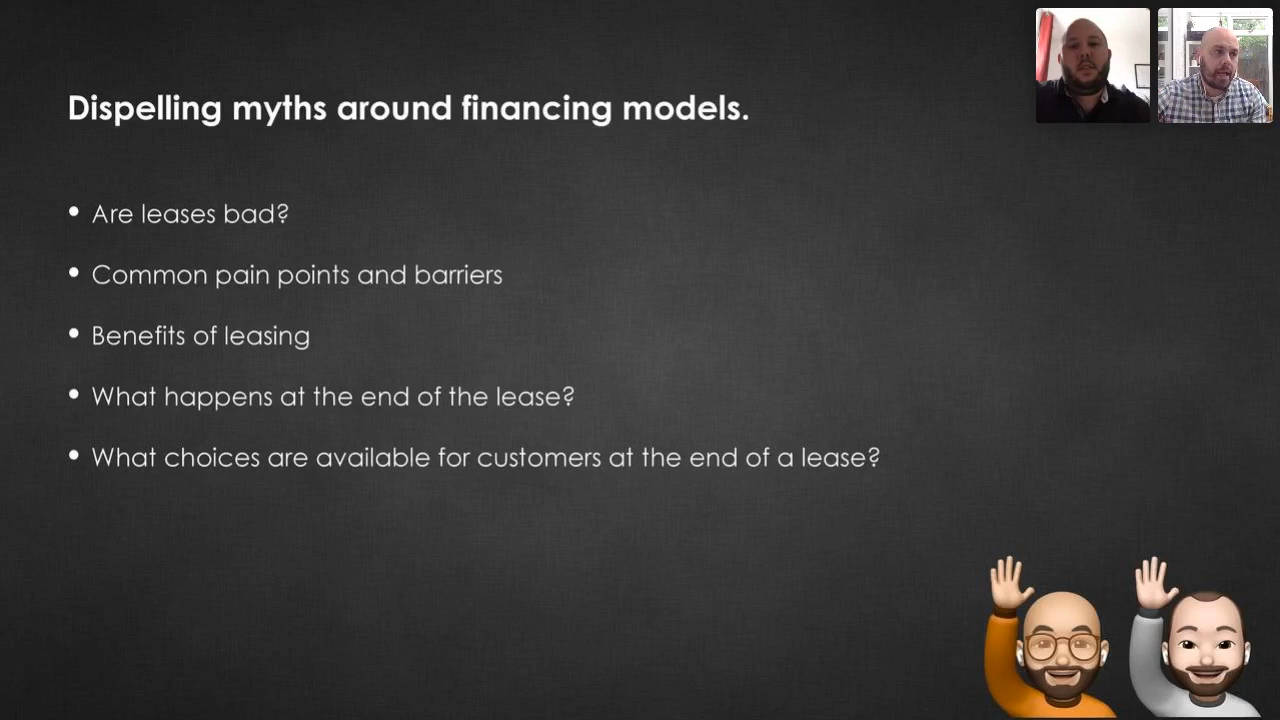 Dispelling myths around financing models.
• Are leases bad?
• Common pain points and barriers
• Benefits of leasing
• What happens at the end of the lease?
• What choices are available for customers at the end of a lease?